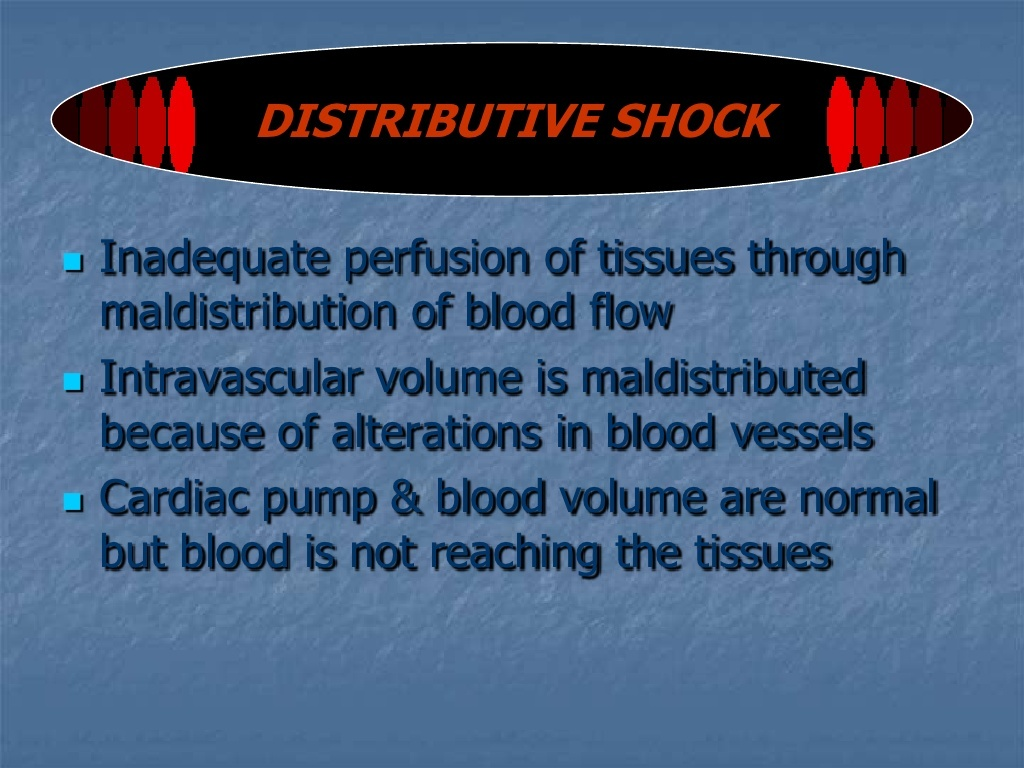 DISTRIBUTIVE SHOCK
Inadequate perfusion of tissues through
maldistribution of blood flow
Intravascular volume is maldistributed
because of alterations in blood vessels
Cardiac pump & blood volume are normal
but blood is not reaching the tissues